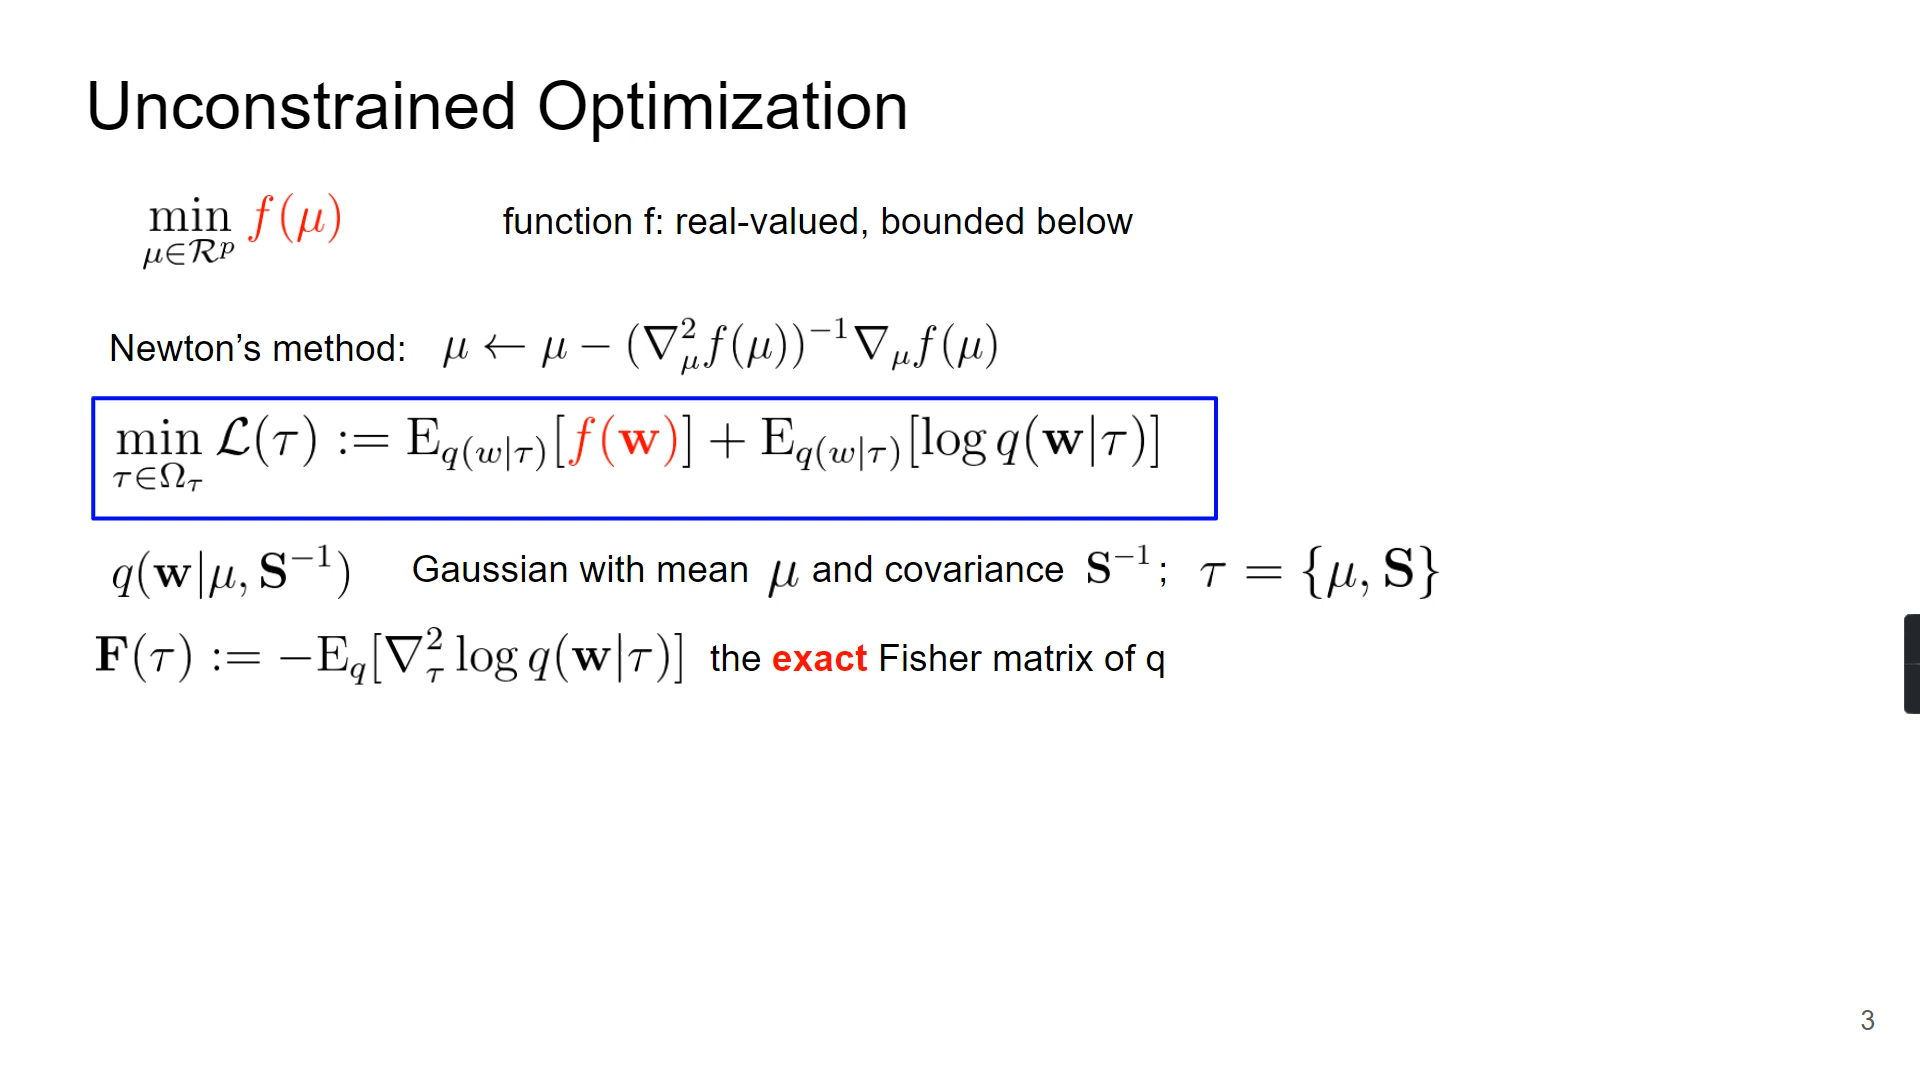 Unconstrained Optimization
min_{μ∈ℛ^p} f(μ) function f: real-valued, bounded below
Newton’s method: μ ← μ − (∇²_μ f(μ))^{−1} ∇_μ f(μ)
min_{τ∈Ω_τ} ℒ(τ) := E_{q(w|τ)}[f(𝐰)] + E_{q(w|τ)}[log q(𝐰|τ)]
q(𝐰|μ, 𝐒^{−1}) Gaussian with mean μ and covariance 𝐒^{−1}; τ = {μ, 𝐒}
𝐅(τ) := −E_q[∇²_τ log q(𝐰|τ)] the exact Fisher matrix of q
3